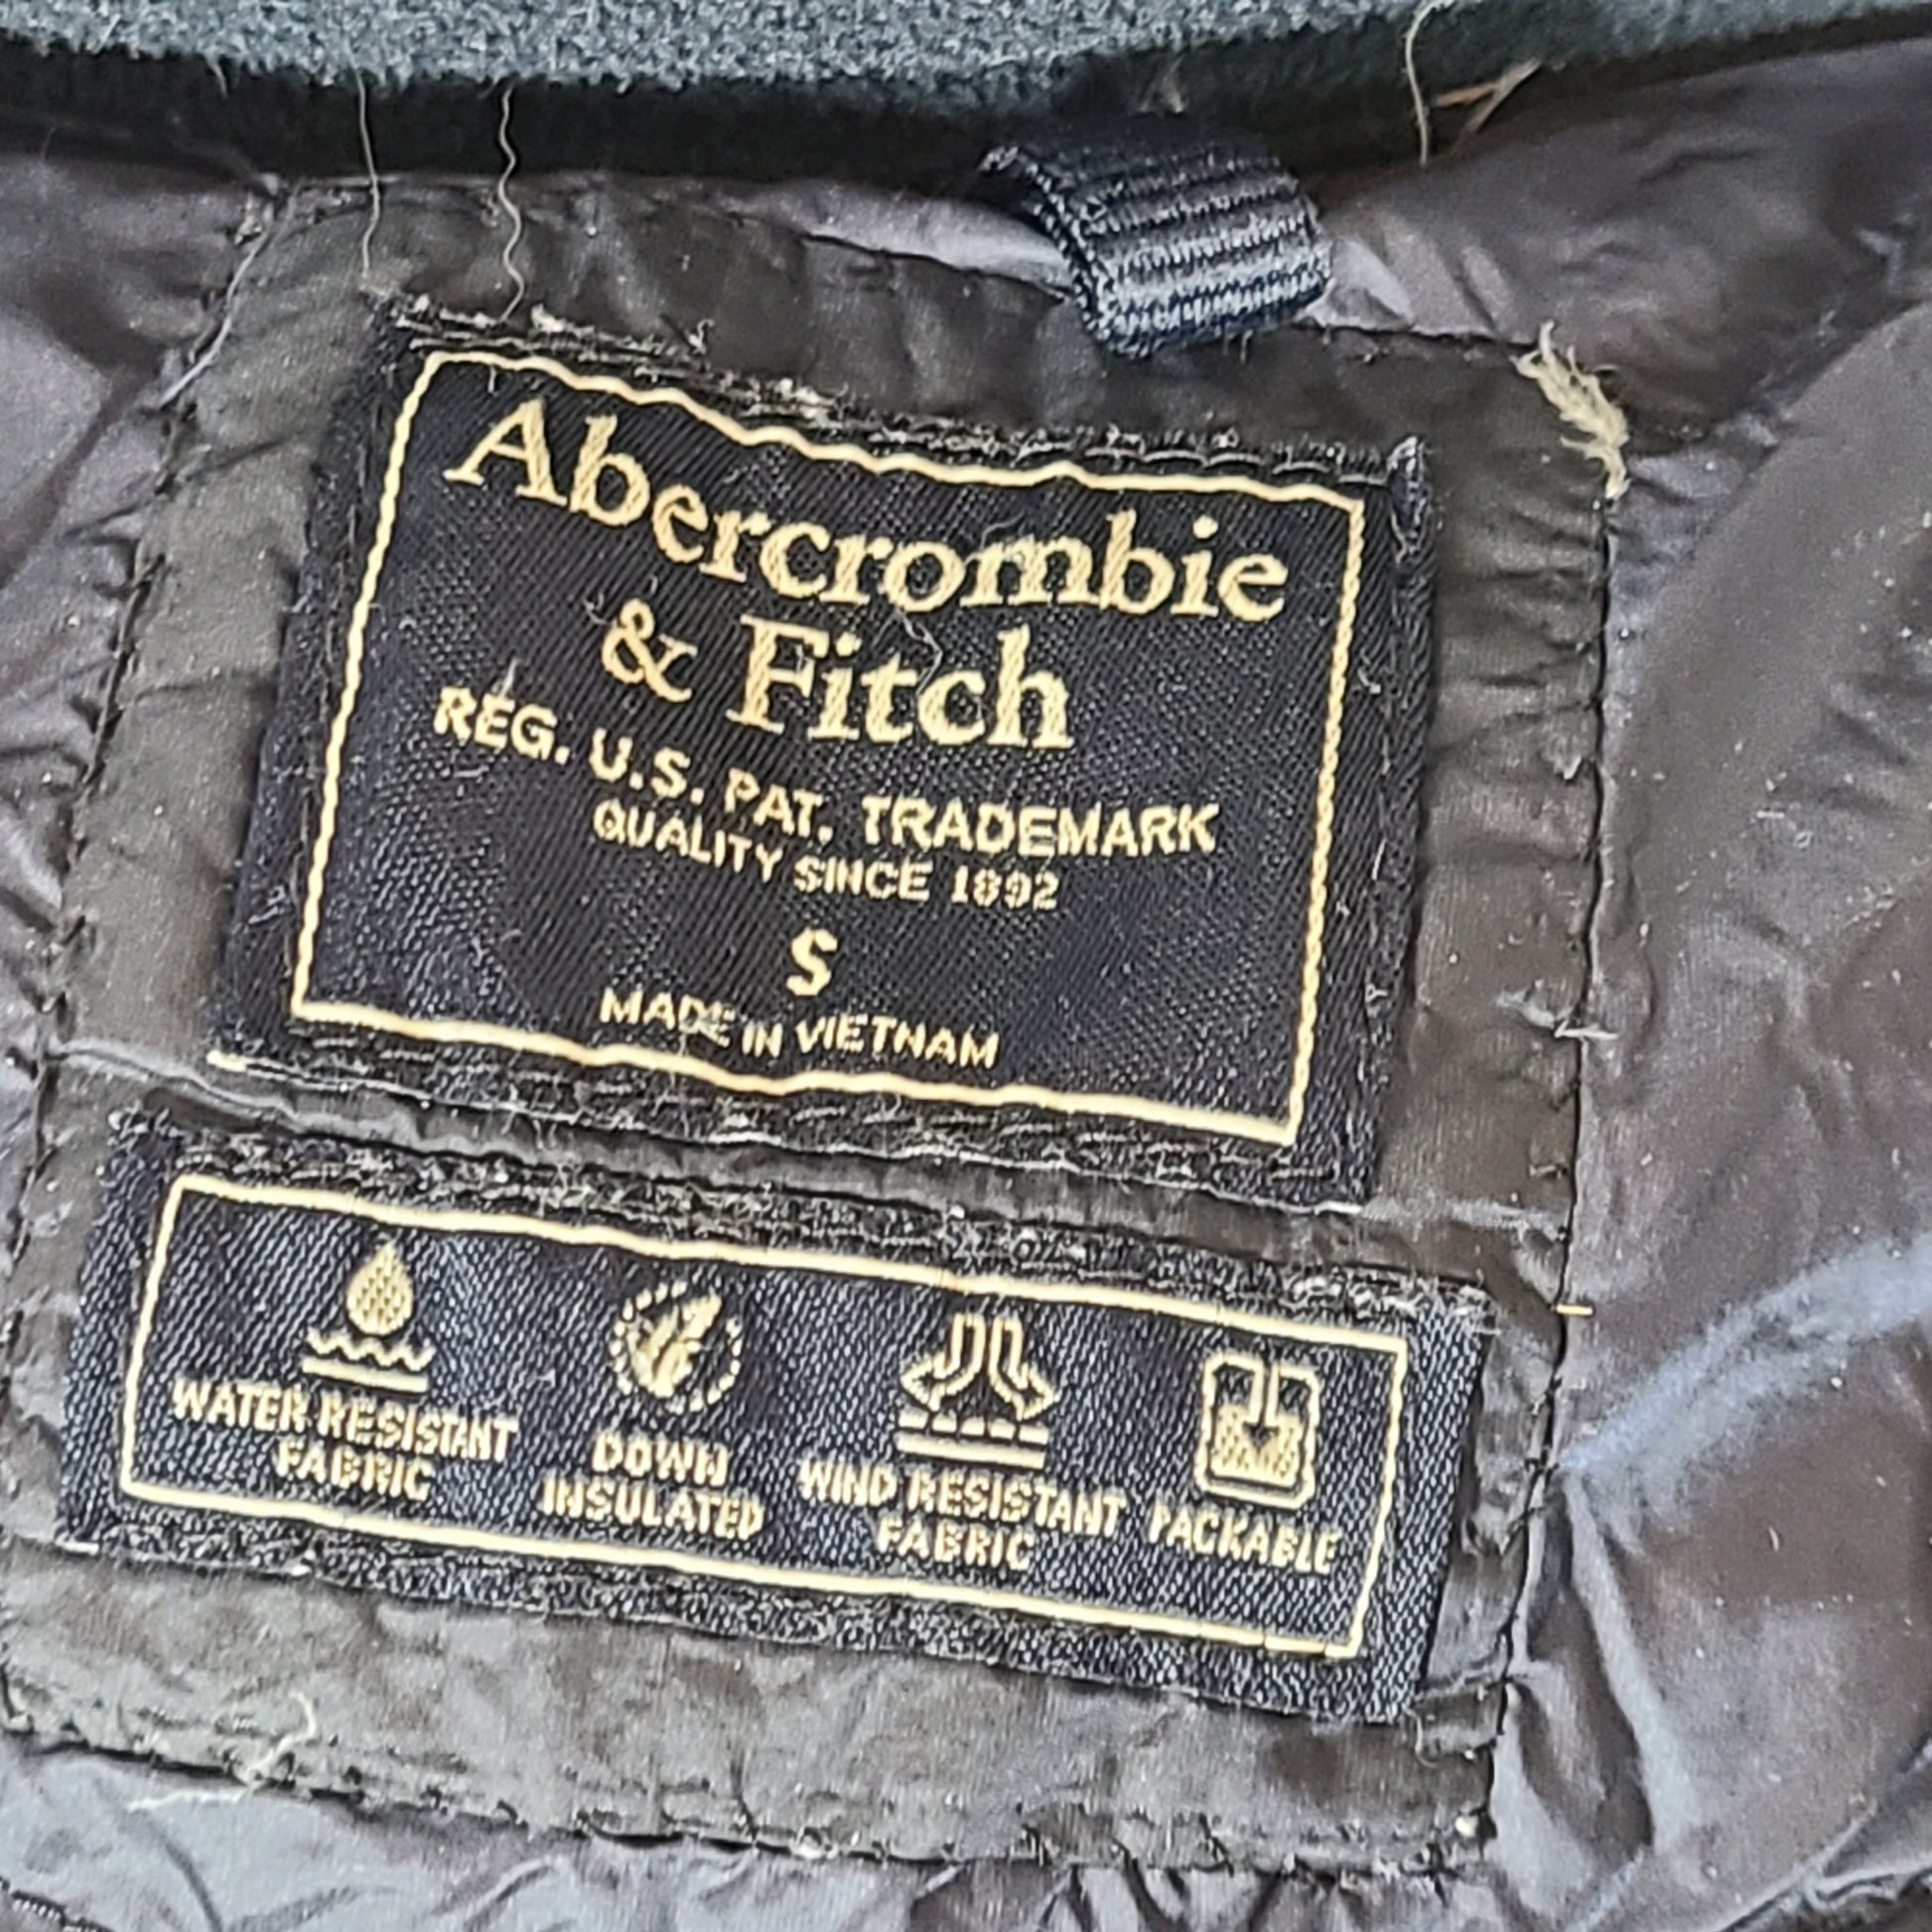 Abercrombie
& Fitch
REG. U.S. PAT. TRADEMARK
QUALITY SINCE 1892
S
MADE IN VIETNAM
WATER RESISTANT
FABRIC
DOWN
INSULATED
WIND RESISTANT
FABRIC
PACKABLE